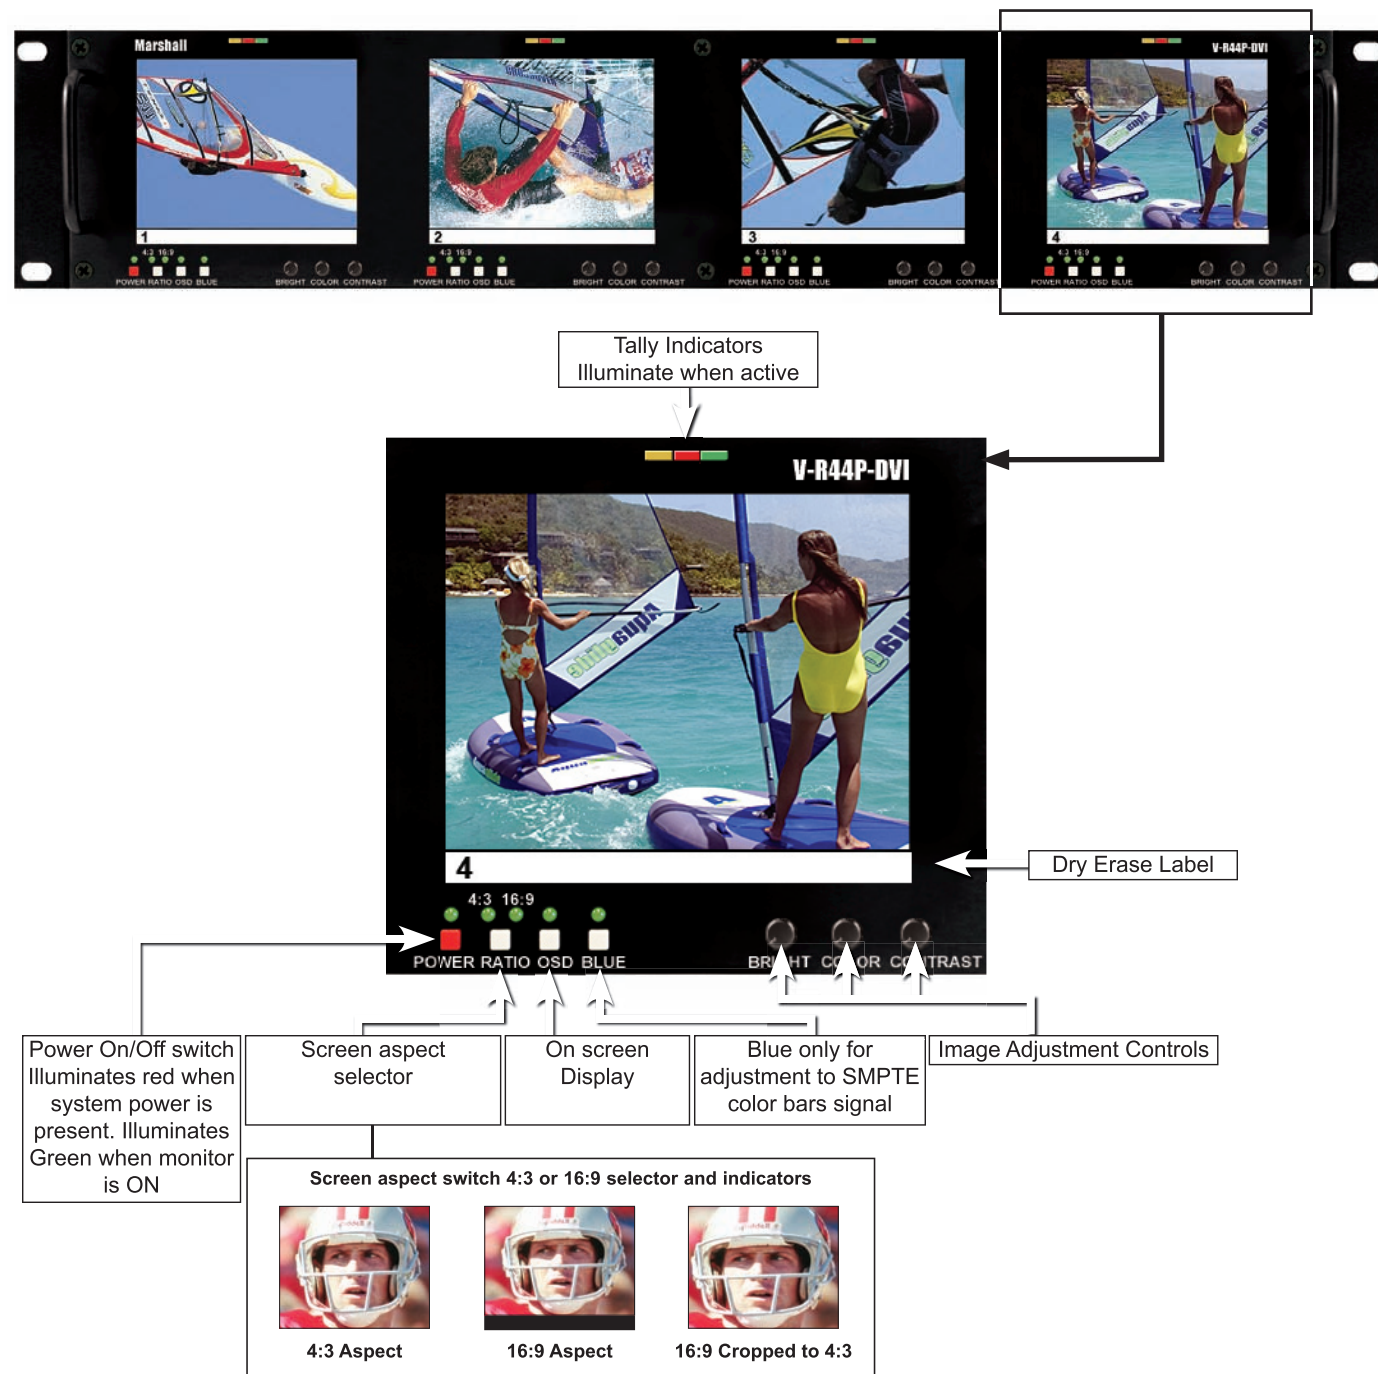 Marshall
V-R44P-DVI
1
2
3
4
4:3 16:9
4:3 16:9
4:3 16:9
4:3 16:9
POWER RATIO OSD BLUE
BRIGHT COLOR CONTRAST
POWER RATIO OSD BLUE
BRIGHT COLOR CONTRAST
POWER RATIO OSD BLUE
BRIGHT COLOR CONTRAST
POWER RATIO OSD BLUE
BRIGHT COLOR CONTRAST
Tally Indicators
Illuminate when active
V-R44P-DVI
4
Dry Erase Label
4:3 16:9
POWER RATIO OSD BLUE
BRIGHT COLOR CONTRAST
Power On/Off switch
Illuminates red when
system power is
present. Illuminates
Green when monitor
is ON
Screen aspect
selector
On screen
Display
Blue only for
adjustment to SMPTE
color bars signal
Image Adjustment Controls
Screen aspect switch 4:3 or 16:9 selector and indicators
4:3 Aspect
16:9 Aspect
16:9 Cropped to 4:3